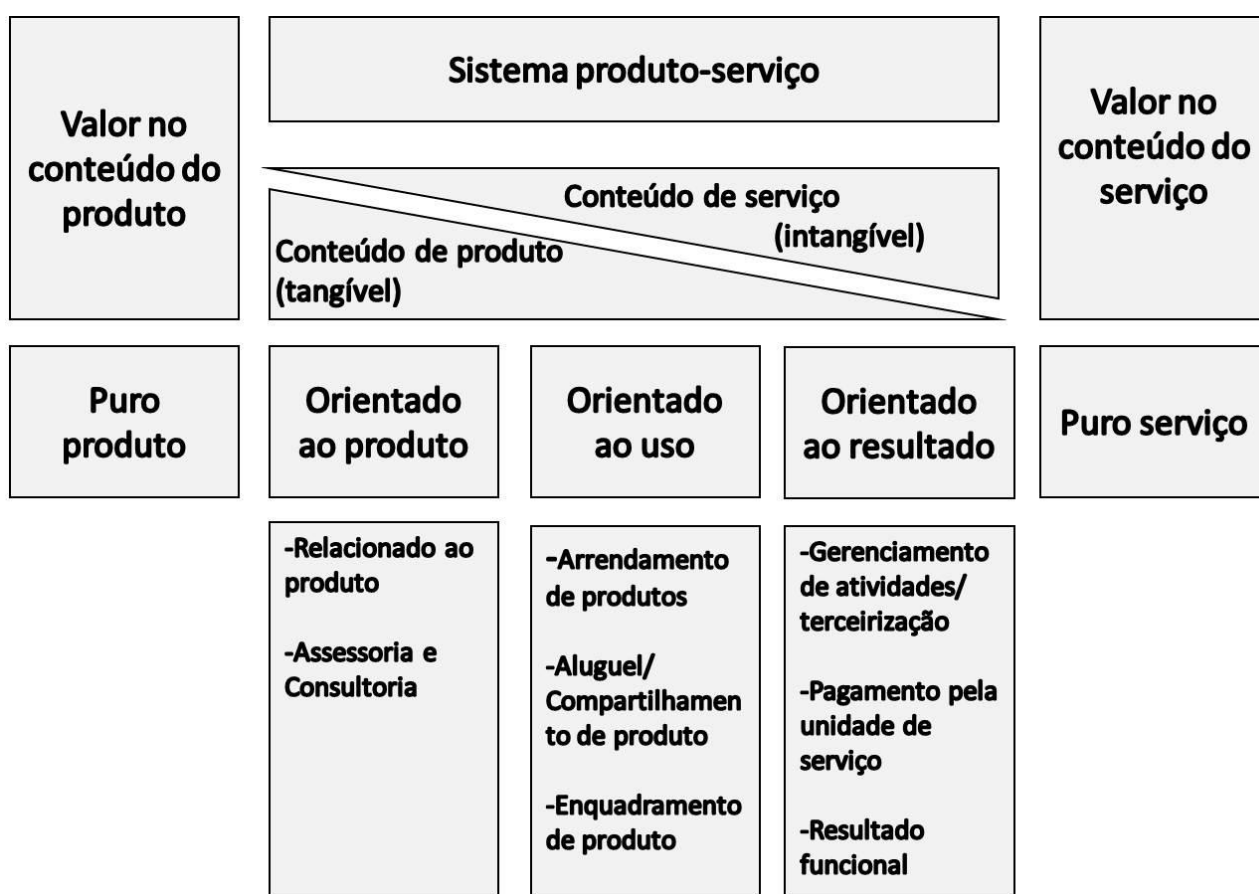 Valor no
conteúdo do
produto
Sistema produto-serviço
Conteúdo de serviço
(intangível)
Conteúdo de produto
(tangível)
Valor no
conteúdo do
serviço
Puro
produto
Orientado
ao produto
Orientado
ao uso
Orientado
ao resultado
Puro serviço
-Relacionado ao
produto
-Assessoria e
Consultoria
-Arrendamento
de produtos
-Aluguel/
Compartilhamen
to de produto
-Enquadramento
de produto
-Gerenciamento
de atividades/
terceirização
-Pagamento pela
unidade de
serviço
-Resultado
funcional